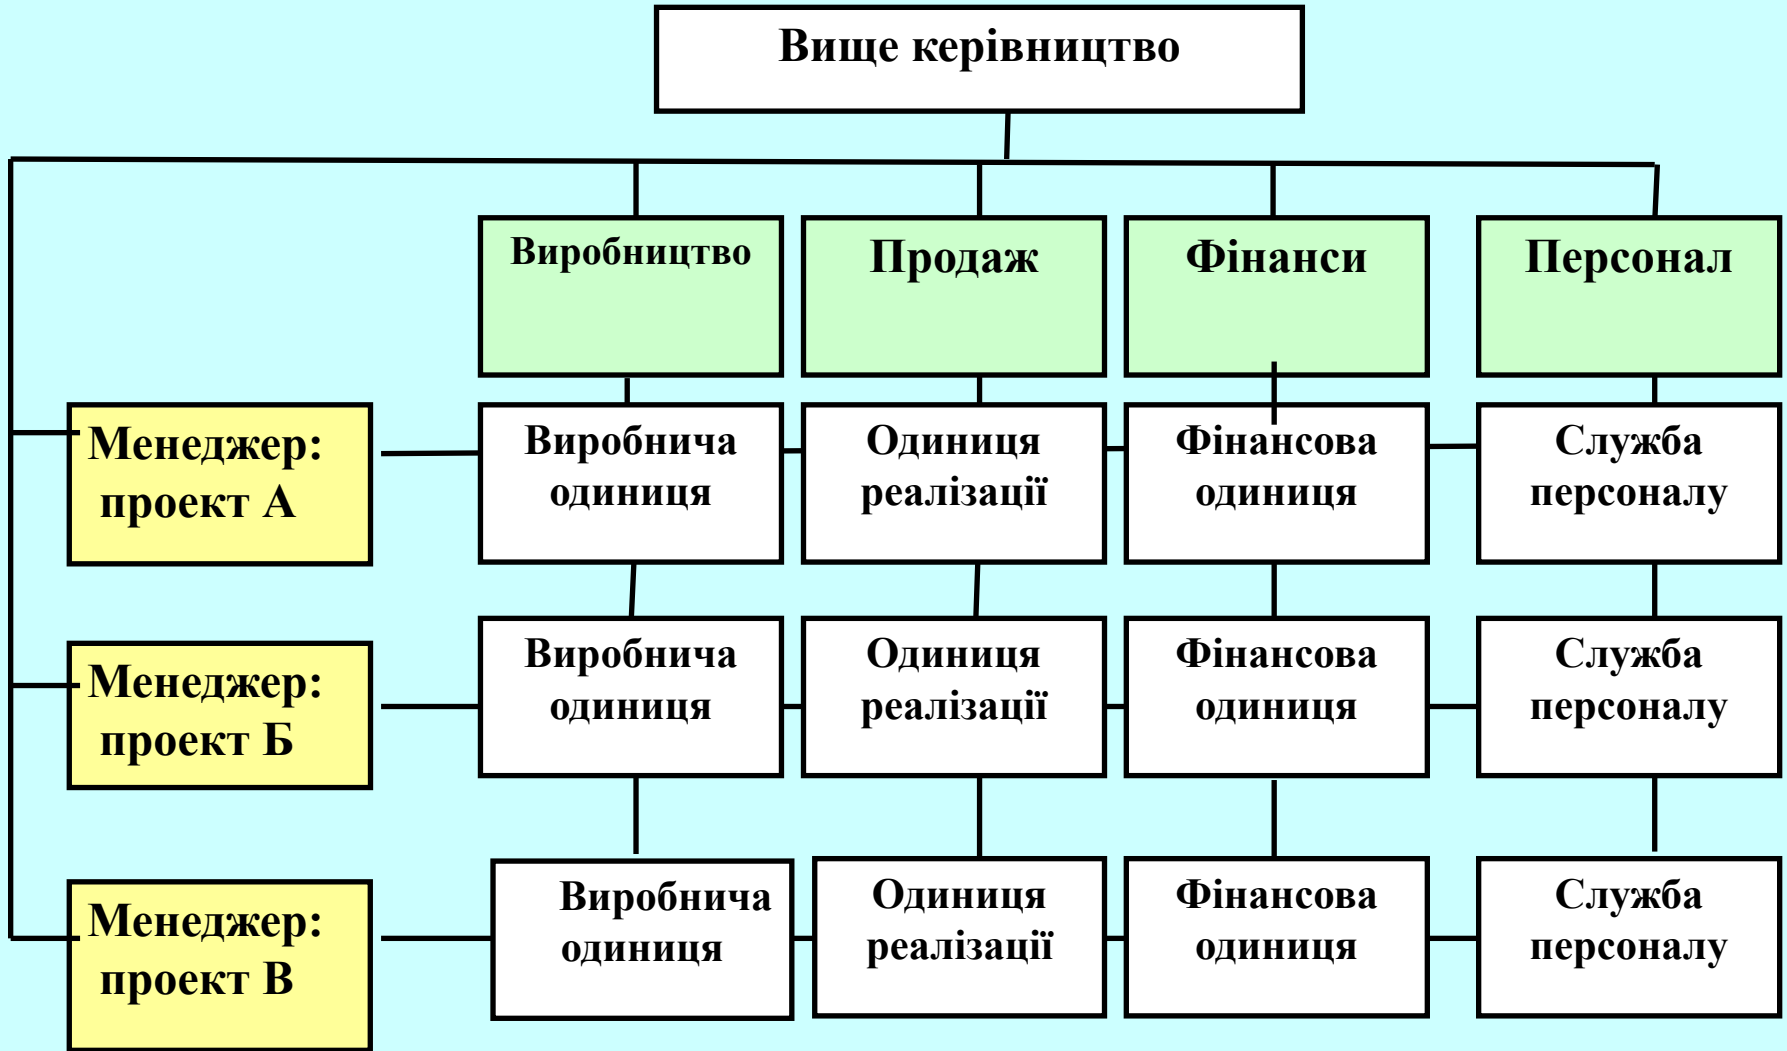 Вище керівництво
Виробництво
Продаж
Фінанси
Персонал
Менеджер:
проект А
Виробнича
одиниця
Одиниця
реалізації
Фінансова
одиниця
Служба
персоналу
Менеджер:
проект Б
Виробнича
одиниця
Одиниця
реалізації
Фінансова
одиниця
Служба
персоналу
Менеджер:
проект В
Виробнича
одиниця
Одиниця
реалізації
Фінансова
одиниця
Служба
персоналу